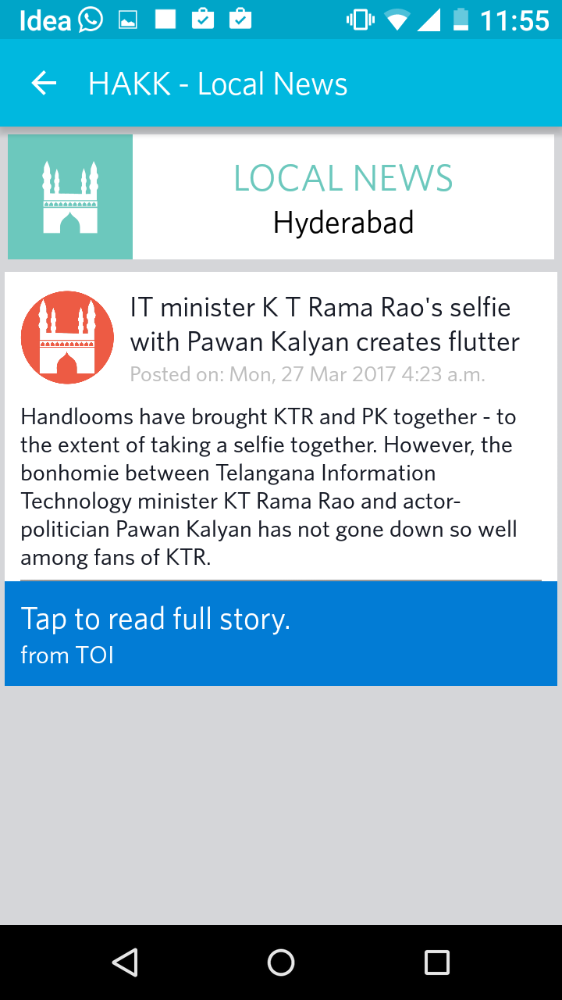 Idea 11:55
HAKK - Local News
LOCAL NEWS
Hyderabad
IT minister K T Rama Rao's selfie
with Pawan Kalyan creates flutter
Posted on: Mon, 27 Mar 2017 4:23 a.m.
Handlooms have brought KTR and PK together - to
the extent of taking a selfie together. However, the
bonhomie between Telangana Information
Technology minister KT Rama Rao and actor-
politician Pawan Kalyan has not gone down so well
among fans of KTR.
Tap to read full story.
from TOI